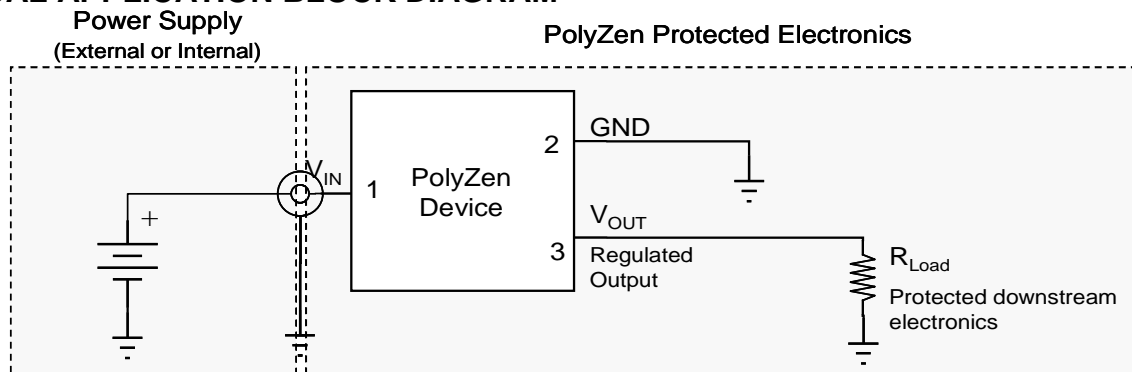 Power Supply
(External or Internal)
PolyZen Protected Electronics
V_IN
1
PolyZen
Device
2
GND
3
V_OUT
Regulated
Output
+
R_Load
Protected downstream
electronics